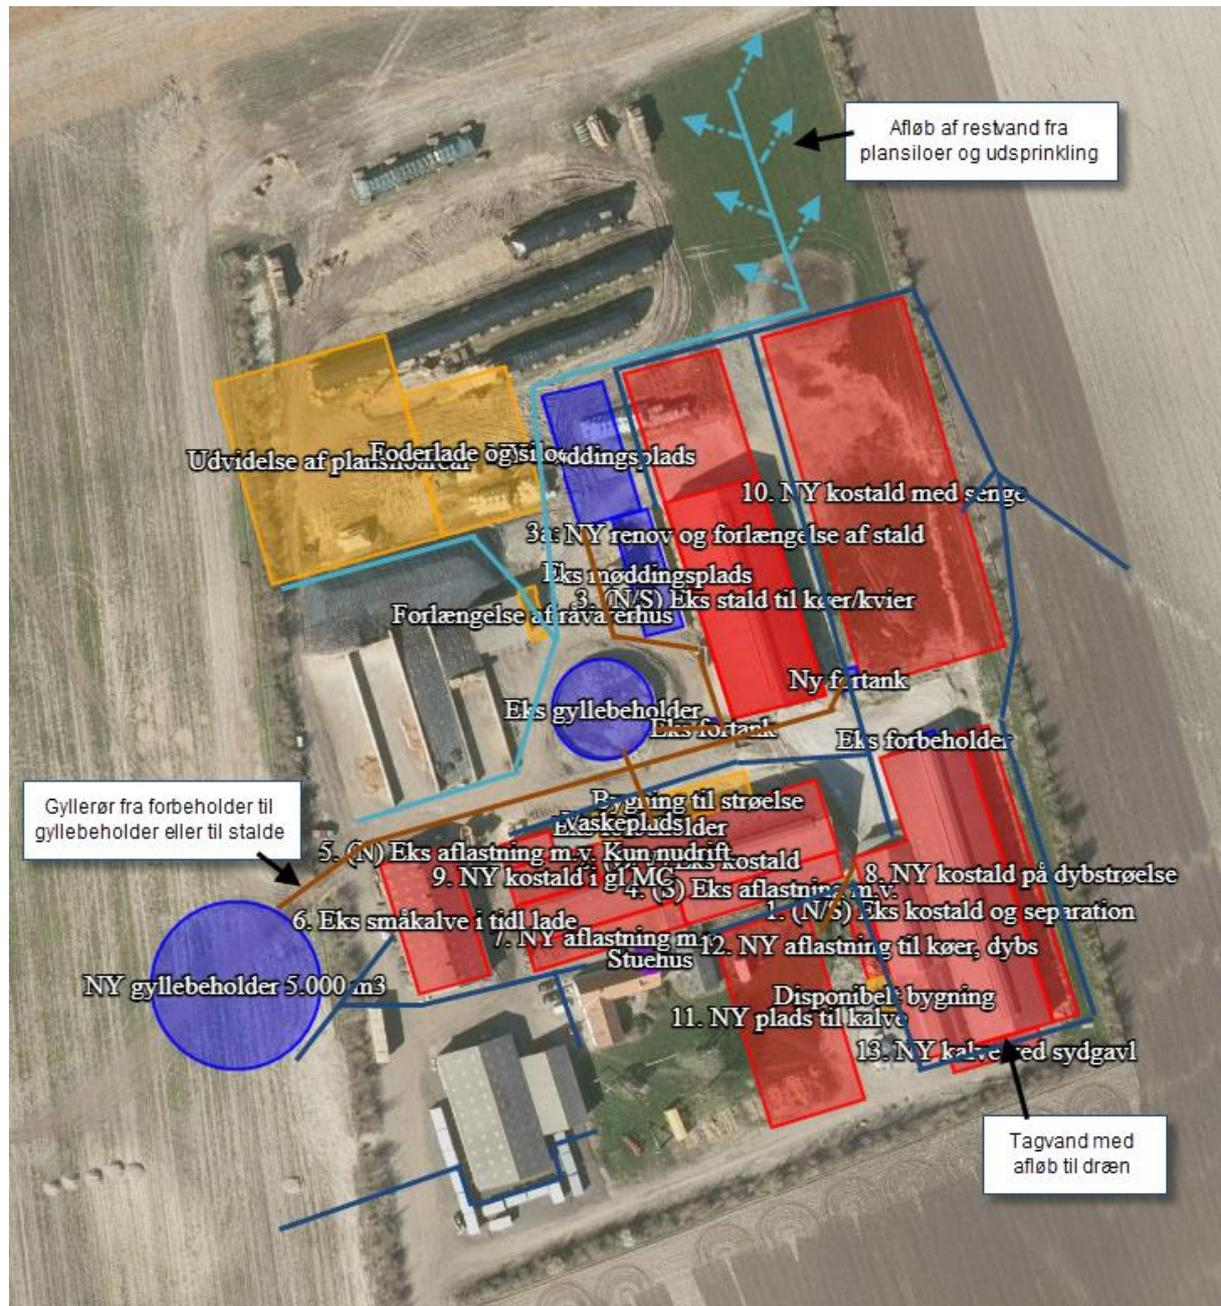 Afløb af restvand fra
plansiloer og udsprinkling
Udvidelse af plansiloareal
Foderlade og silo
NY møddingsplads
10. NY kostald med senge
3a: NY renov og forlængelse af stald
Eks møddingsplads
3. (N/S) Eks stald til køer/kvier
Forlængelse af råvarerhus
Ny fortank
Eks gyllebeholder
Eks fortank
Eks forbeholder
Gyllerør fra forbeholder til
gyllebeholder eller til stalde
Bygning til strøelse
Vaskeplads
5. (N) Eks aflastning m.v. Kun nudrift
Eks kostald
9. NY kostald i gl MC
8. NY kostald på dybstrøelse
4. (S) Eks aflastning m.v.
1. (N/S) Eks kostald og separation
6. Eks småkalve i tidl lade
7. NY aflastning m
12. NY aflastning til køer, dybs
Stuehus
NY gyllebeholder 5.000 m3
Disponibelt bygning
11. NY plads til kalve
13. NY kalve ved sydgavl
Tagvand med
afløb til dræn